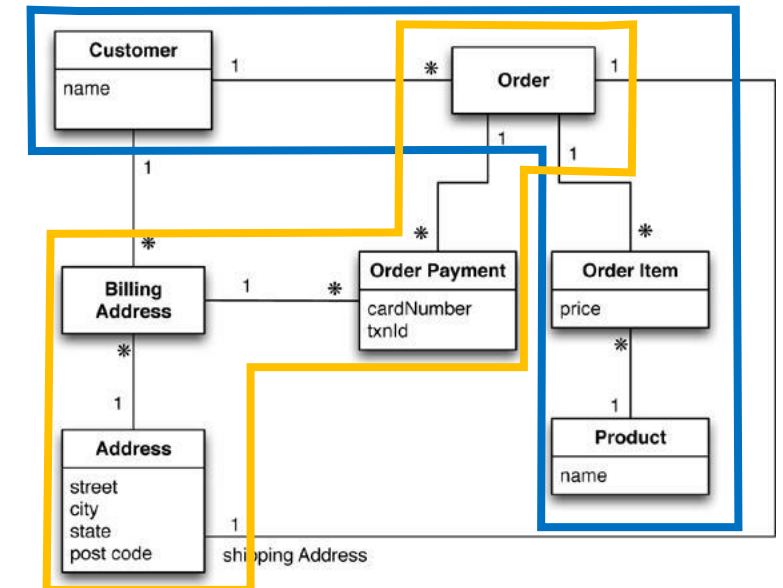 Customer
name
1
*
Order
1
1
1
1
*
Billing
Address
1
*
*
Order Payment
cardNumber
txnId
*
Order Item
price
*
1
Product
name
*
1
Address
street
city
state
post code
1
shipping Address